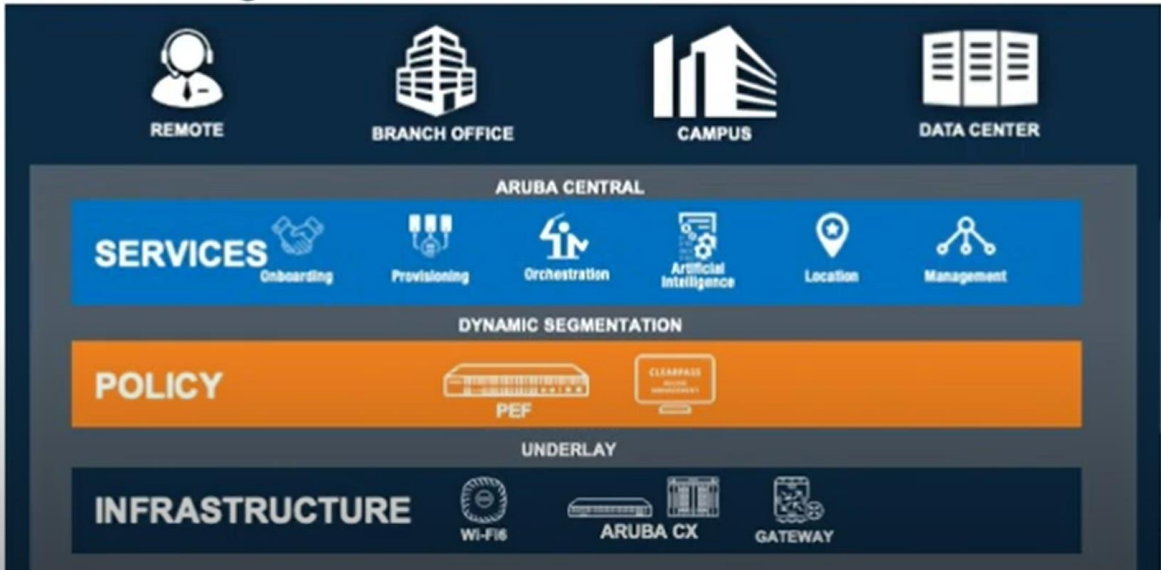 REMOTE
BRANCH OFFICE
CAMPUS
DATA CENTER
ARUBA CENTRAL
SERVICES
Onboarding
Provisioning
Orchestration
Artificial
Intelligence
Location
Management
DYNAMIC SEGMENTATION
POLICY
PEF
CLEARPASS
UNDERLAY
INFRASTRUCTURE
Wi-Fi6
ARUBA CX
GATEWAY